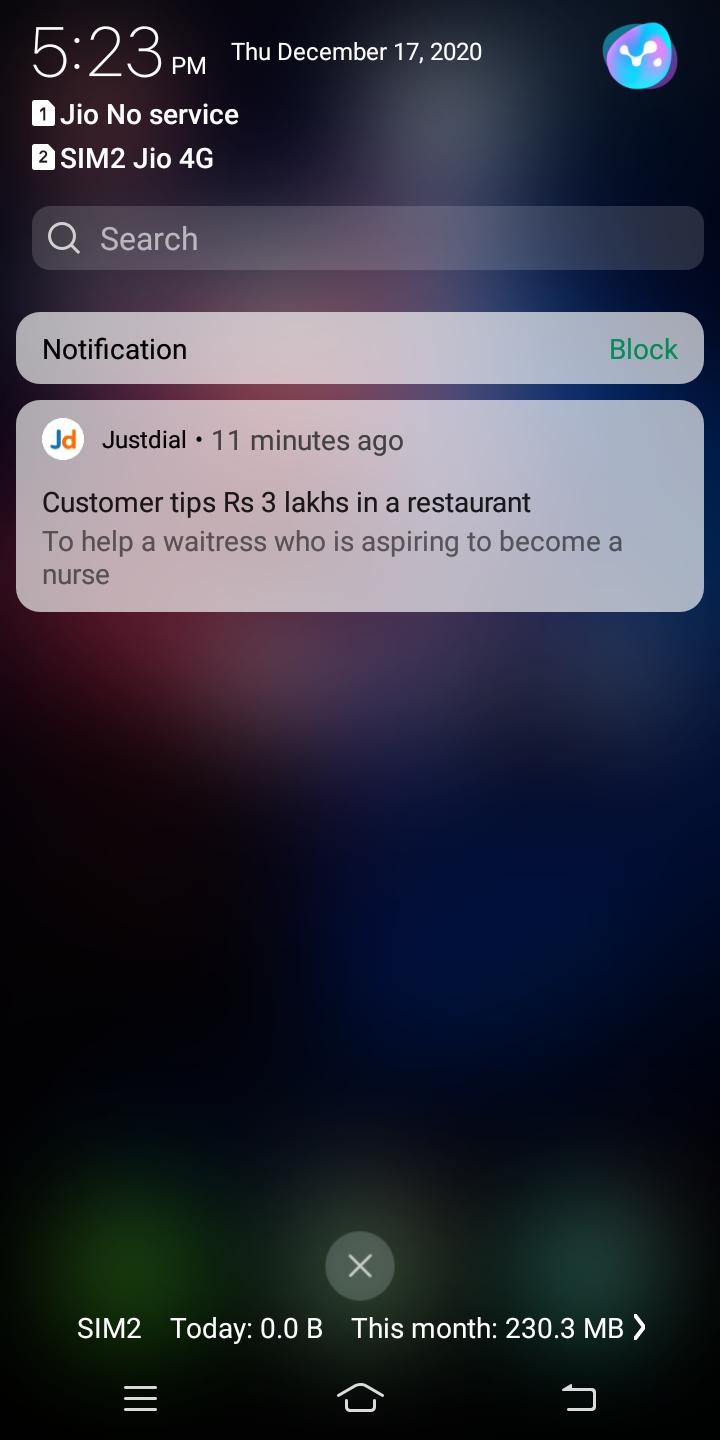 5:23 PM Thu December 17, 2020
1 Jio No service
2 SIM2 Jio 4G
Search
Notification Block
Jd Justdial • 11 minutes ago
Customer tips Rs 3 lakhs in a restaurant
To help a waitress who is aspiring to become a
nurse
SIM2 Today: 0.0 B This month: 230.3 MB